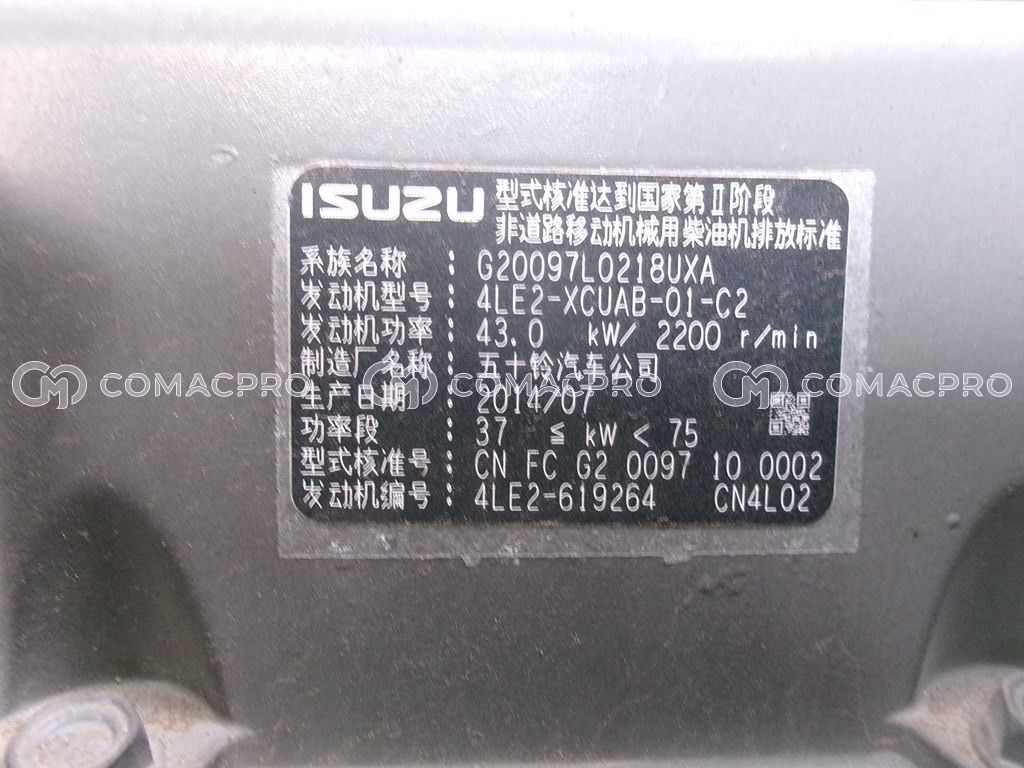 ISUZU 型式核准达到国家第Ⅱ阶段
非道路移动机械用柴油机排放标准
系族名称 : G20097L0218UXA
发动机型号: 4LE2-XCUAB-01-C2
发动机功率: 43.0 kW/ 2200 r/min
制造厂名称: 五十铃汽车公司
COMACPRO COMACPRO COMACPRO
生产日期 : 2014/07
功率段 : 37 ≤ kW < 75
型式核准号: CN FC G2 0097 10 0002
发动机编号: 4LE2-619264 CN4L02